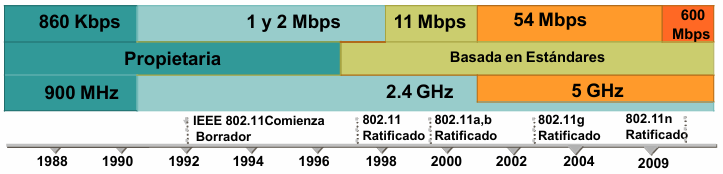 860 Kbps 1 y 2 Mbps 11 Mbps 54 Mbps 600
Mbps
Propietaria Basada en Estándares
900 MHz 2.4 GHz 5 GHz
IEEE 802.11Comienza 802.11 802.11a,b 802.11g 802.11n
Borrador Ratificado Ratificado Ratificado Ratificado
1988 1990 1992 1994 1996 1998 2000 2002 2004 2009